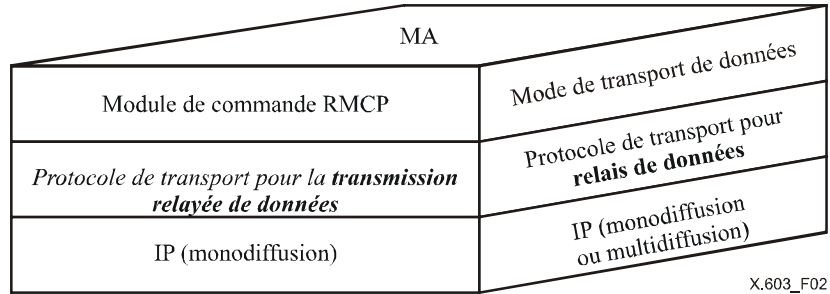 MA
Module de commande RMCP
Mode de transport de données
Protocole de transport pour la transmission
relayée de données
Protocole de transport pour
relais de données
IP (monodiffusion)
IP (monodiffusion
ou multidiffusion)
X.603_F02